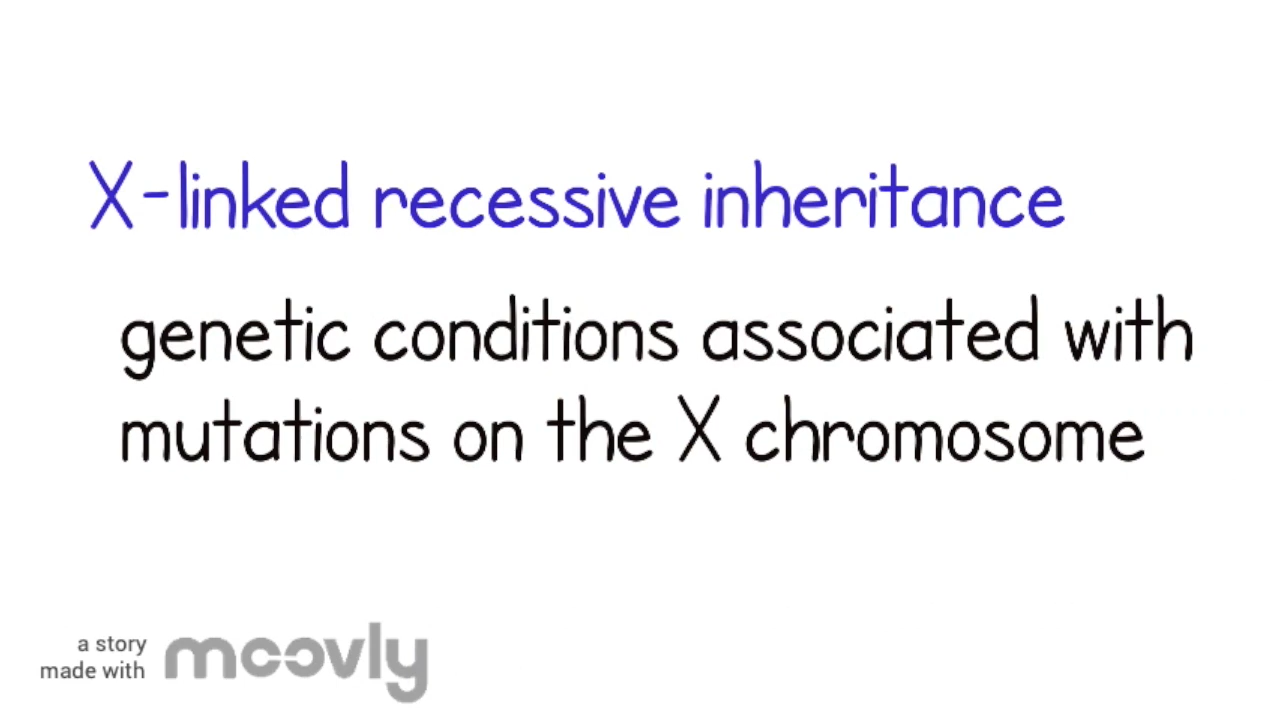 X-linked recessive inheritance
genetic conditions associated with
mutations on the X chromosome
a story
made with
moovly